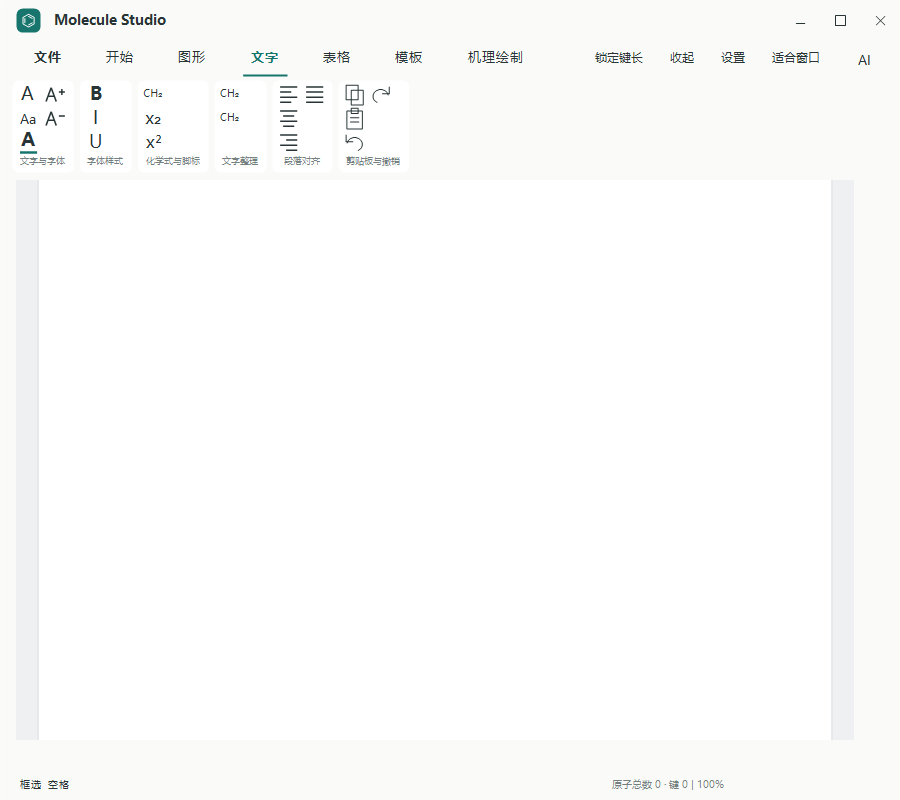 Molecule Studio
文件 开始 图形 文字 表格 模板 机理绘制 锁定键长 收起 设置 适合窗口 AI
A A+ B CH₂ CH₂
Aa A− I x₂ CH₂
A U x²
文字与字体 字体样式 化学式与脚标 文字整理 段落对齐 剪贴板与撤销
框选 空格 原子总数 0 · 键 0 | 100%